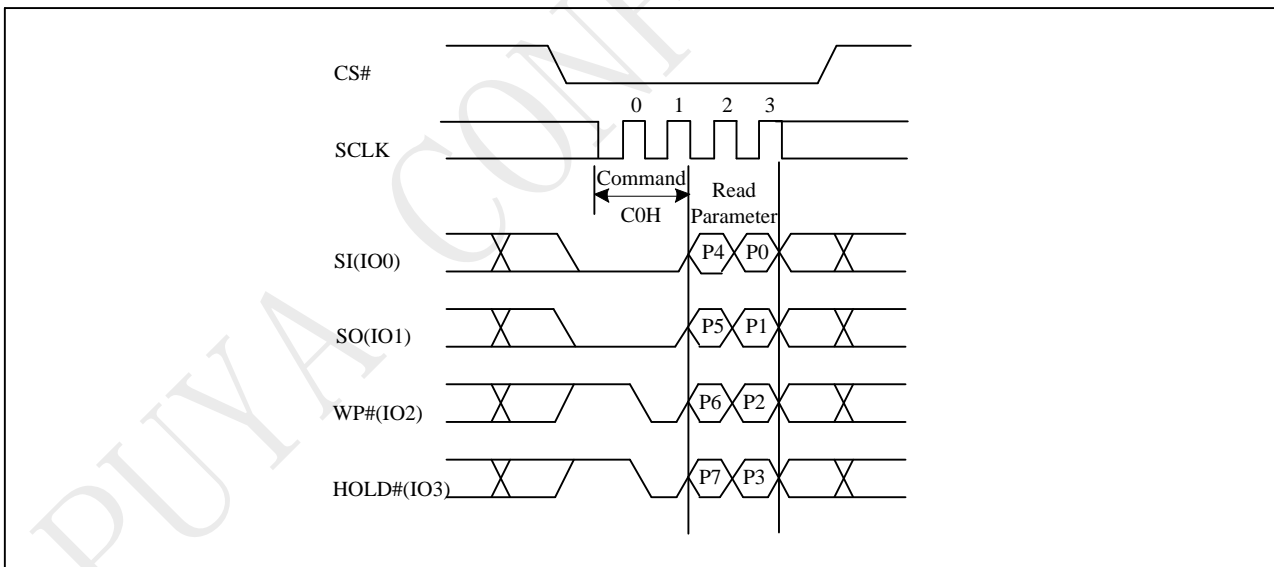 PUYA CONF
CS#
0 1 2 3
SCLK
Command
C0H
Read
Parameter
SI(IO0)
P4 P0
SO(IO1)
P5 P1
WP#(IO2)
P6 P2
HOLD#(IO3)
P7 P3